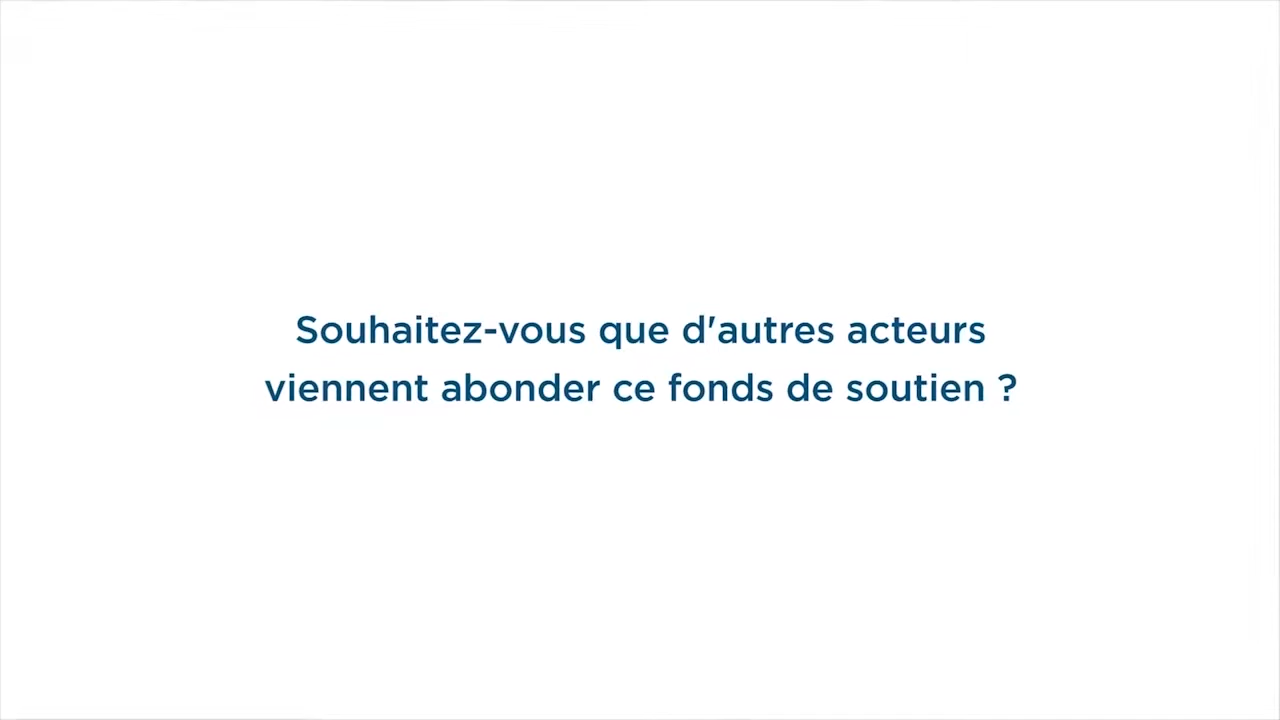 Souhaitez-vous que d'autres acteurs
viennent abonder ce fonds de soutien ?